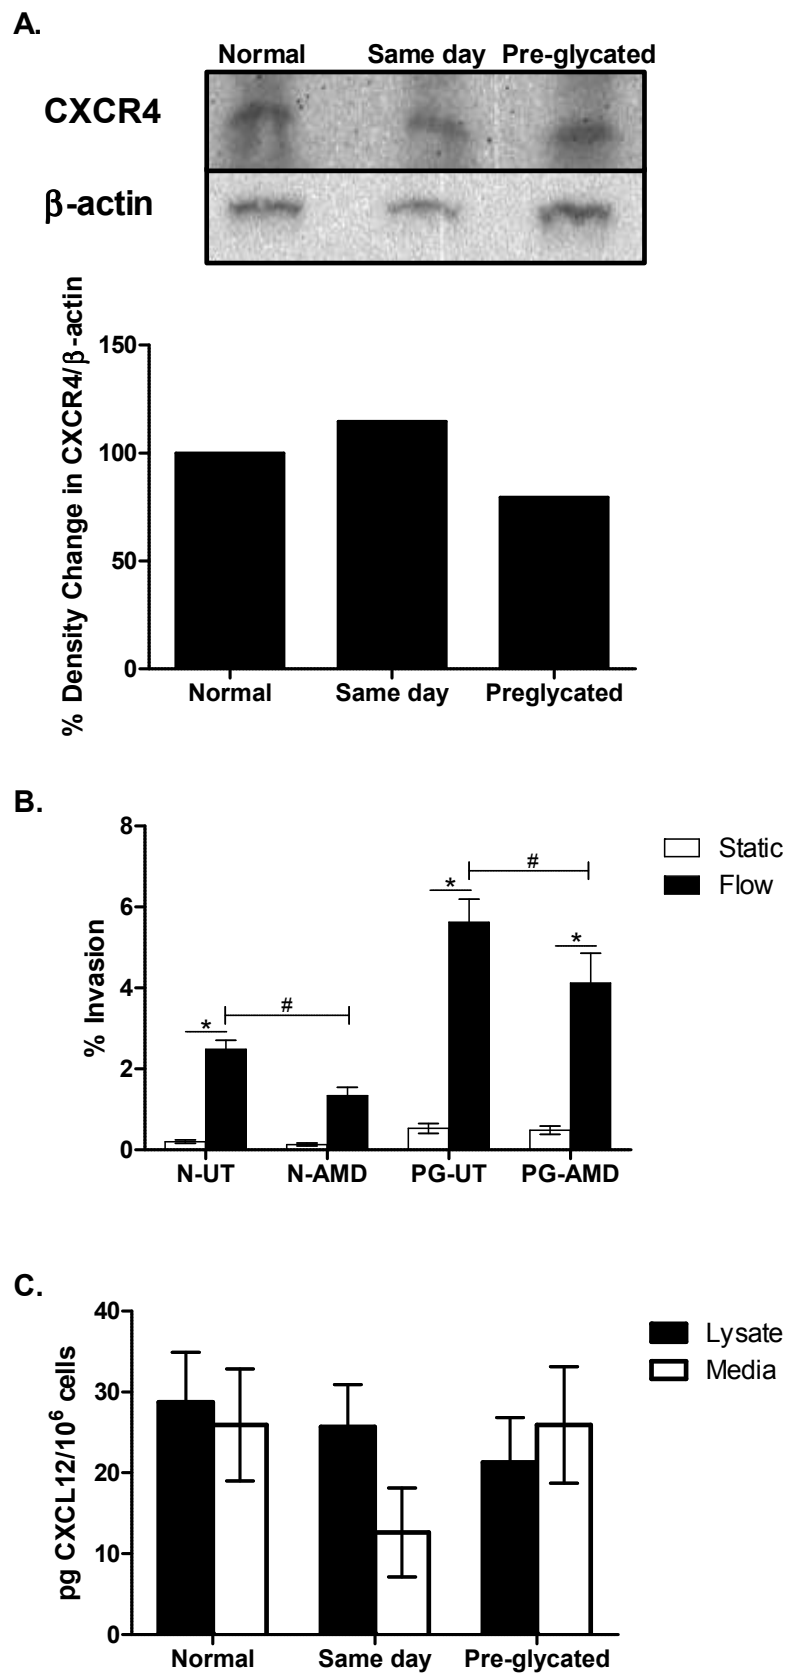 A.
Normal Same day Pre-glycated
CXCR4
β-actin
% Density Change in CXCR4/β-actin
150
100
50
0
Normal Same day Preglycated
B.
% Invasion
8
6
4
2
0
* # * # *
Static
Flow
N-UT N-AMD PG-UT PG-AMD
C.
pg CXCL12/10⁶ cells
40
30
20
10
0
Lysate
Media
Normal Same day Pre-glycated